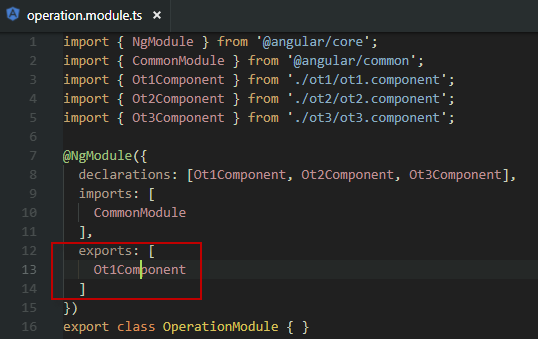 operation.module.ts ×
1 import { NgModule } from '@angular/core';
2 import { CommonModule } from '@angular/common';
3 import { Ot1Component } from './ot1/ot1.component';
4 import { Ot2Component } from './ot2/ot2.component';
5 import { Ot3Component } from './ot3/ot3.component';
6
7 @NgModule({
8 declarations: [Ot1Component, Ot2Component, Ot3Component],
9 imports: [
10 CommonModule
11 ],
12 exports: [
13 Ot1Component
14 ]
15 })
16 export class OperationModule { }